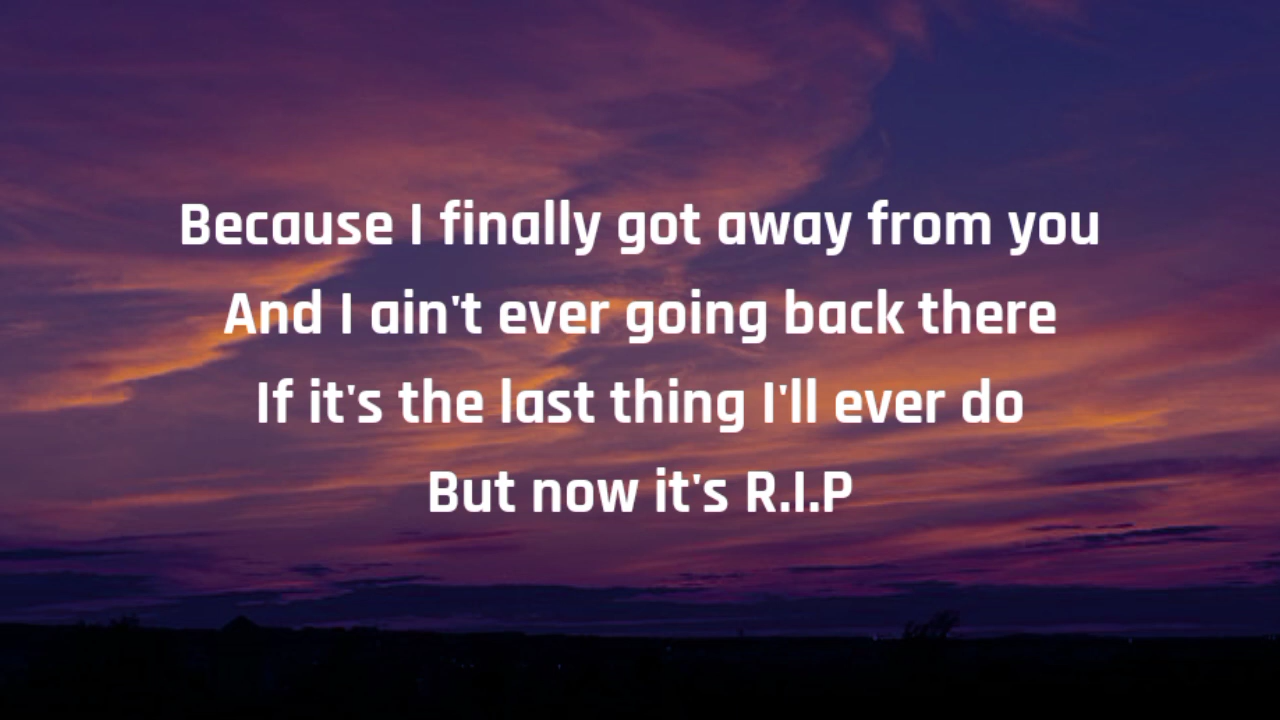 Because I finally got away from you
And I ain't ever going back there
If it's the last thing I'll ever do
But now it's R.I.P